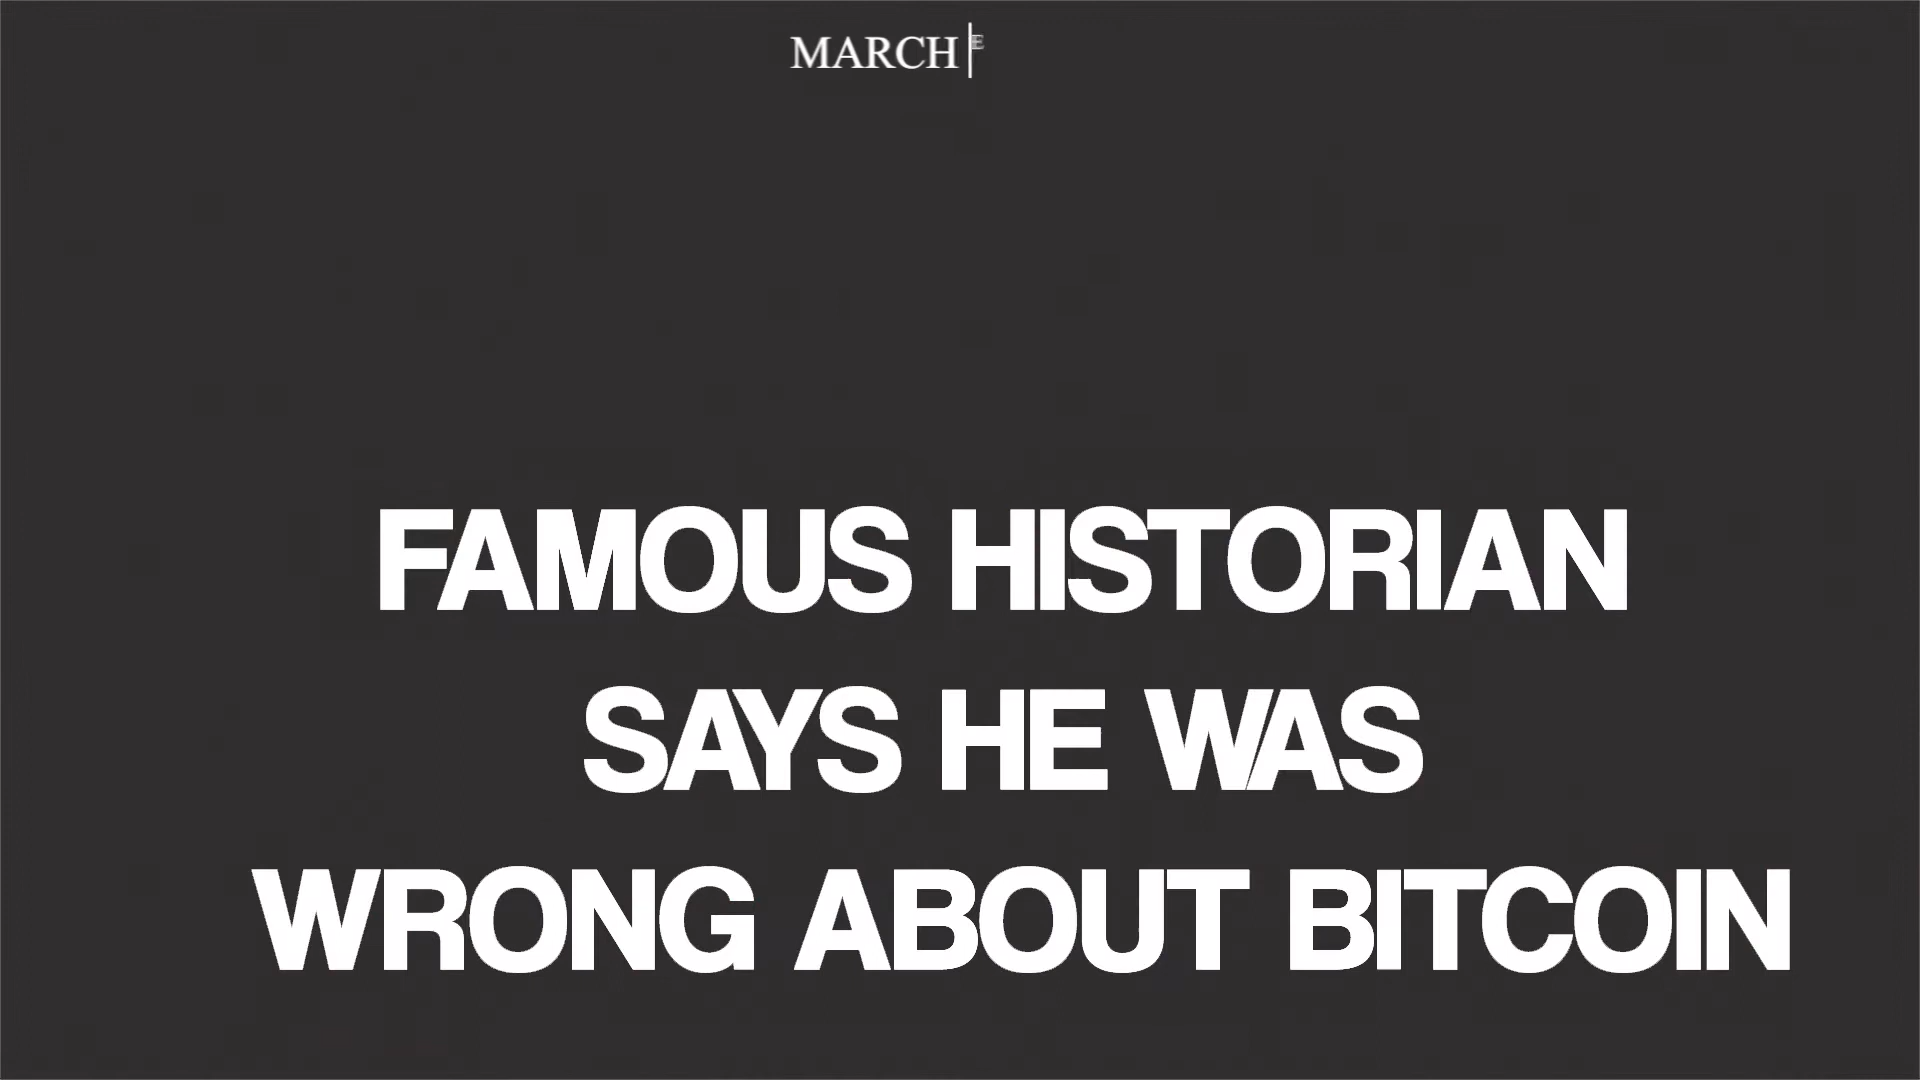 MARCH
FAMOUS HISTORIAN
SAYS HE WAS
WRONG ABOUT BITCOIN